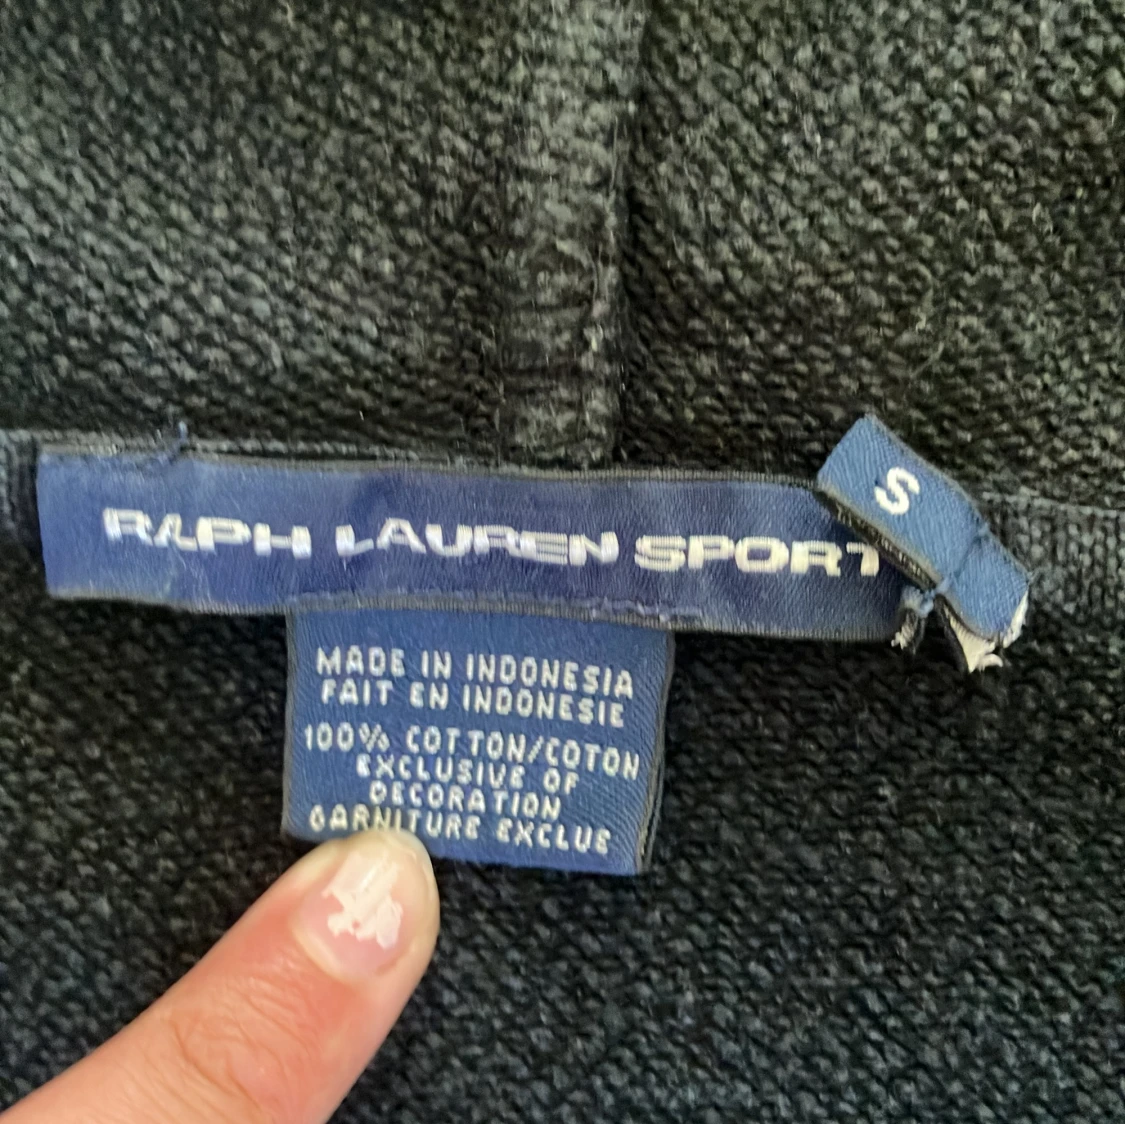 RALPH LAUREN SPORT
S
MADE IN INDONESIA
FAIT EN INDONESIE
100% COTTON/COTON
EXCLUSIVE OF
DECORATION
GARNITURE EXCLUE